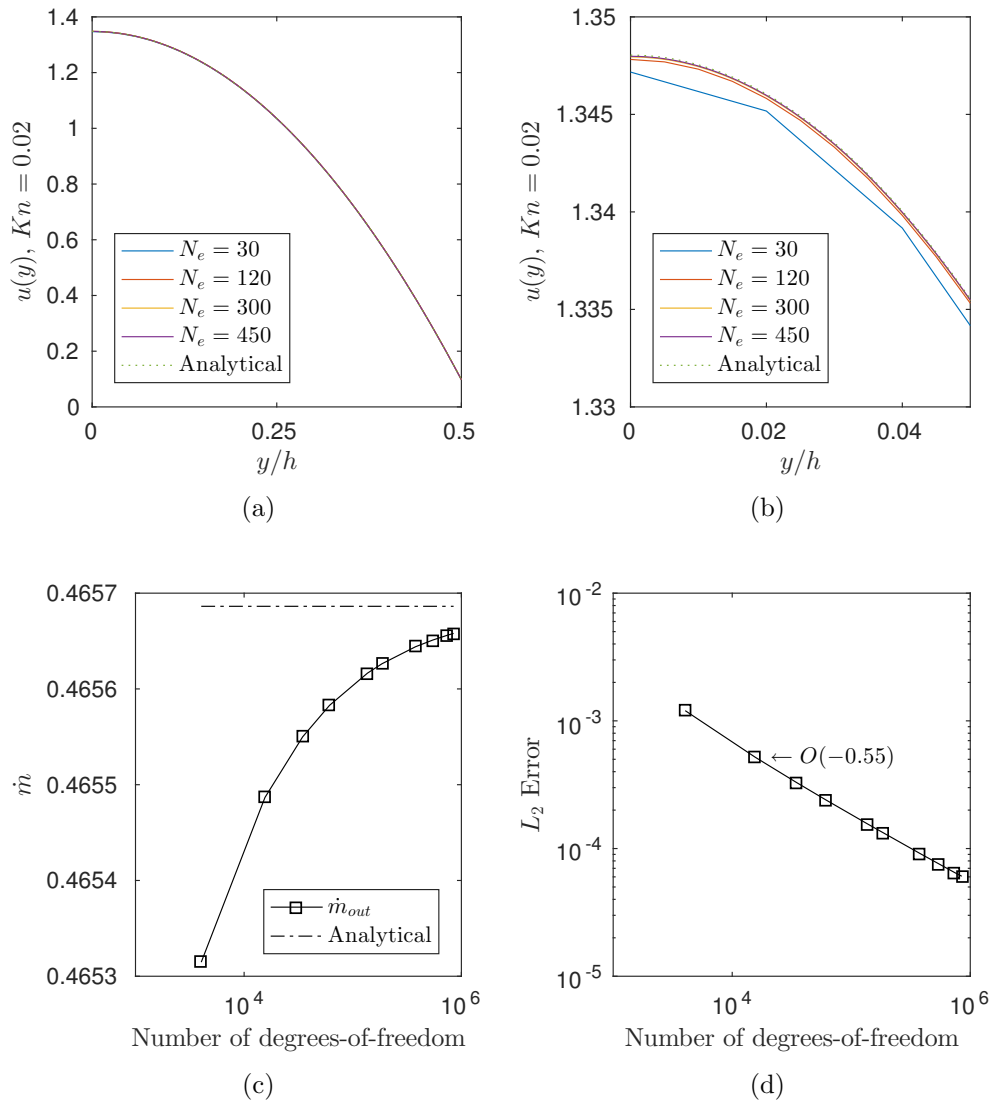 1.4
1.2
1
0.8
0.6
0.4
0.2
0
0
0.25
0.5
u(y), Kn = 0.02
y/h
N_e = 30
N_e = 120
N_e = 300
N_e = 450
Analytical
(a)
1.35
1.345
1.34
1.335
1.33
0
0.02
0.04
u(y), Kn = 0.02
y/h
N_e = 30
N_e = 120
N_e = 300
N_e = 450
Analytical
(b)
0.4657
0.4656
0.4655
0.4654
0.4653
10^4
10^6
ṁ
Number of degrees-of-freedom
ṁ_out
Analytical
(c)
10^-2
10^-3
10^-4
10^-5
10^4
10^6
L_2 Error
← O(−0.55)
Number of degrees-of-freedom
(d)